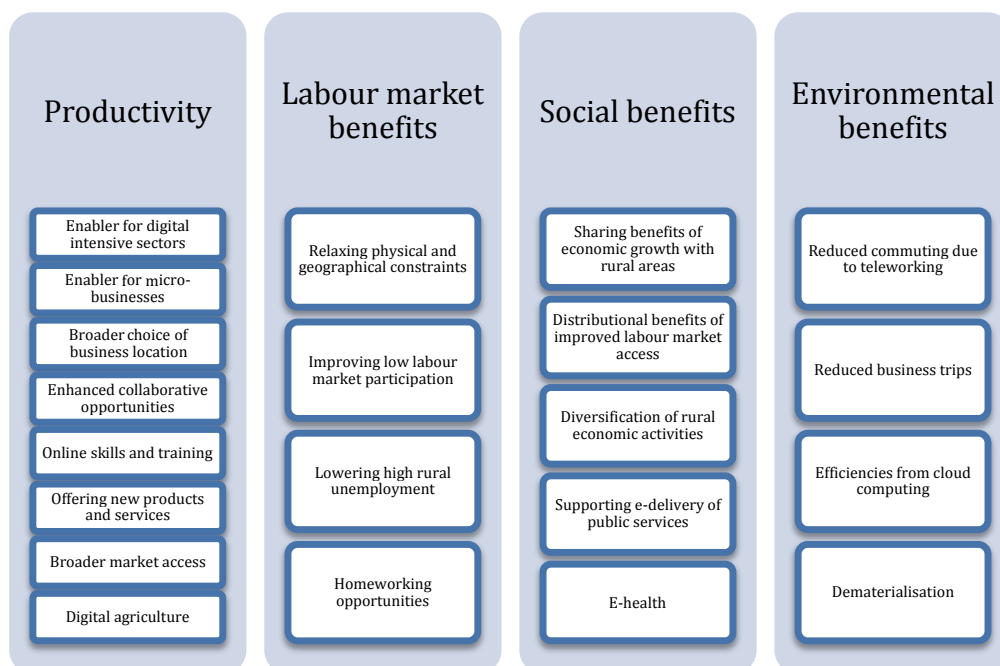 Productivity
Enabler for digital
intensive sectors
Enabler for micro-
businesses
Broader choice of
business location
Enhanced collaborative
opportunities
Online skills and training
Offering new products
and services
Broader market access
Digital agriculture
Labour market
benefits
Relaxing physical and
geographical constraints
Improving low labour
market participation
Lowering high rural
unemployment
Homeworking
opportunities
Social benefits
Sharing benefits of
economic growth with
rural areas
Distributional benefits of
improved labour market
access
Diversification of rural
economic activities
Supporting e-delivery of
public services
E-health
Environmental
benefits
Reduced commuting due
to teleworking
Reduced business trips
Efficiencies from cloud
computing
Dematerialisation